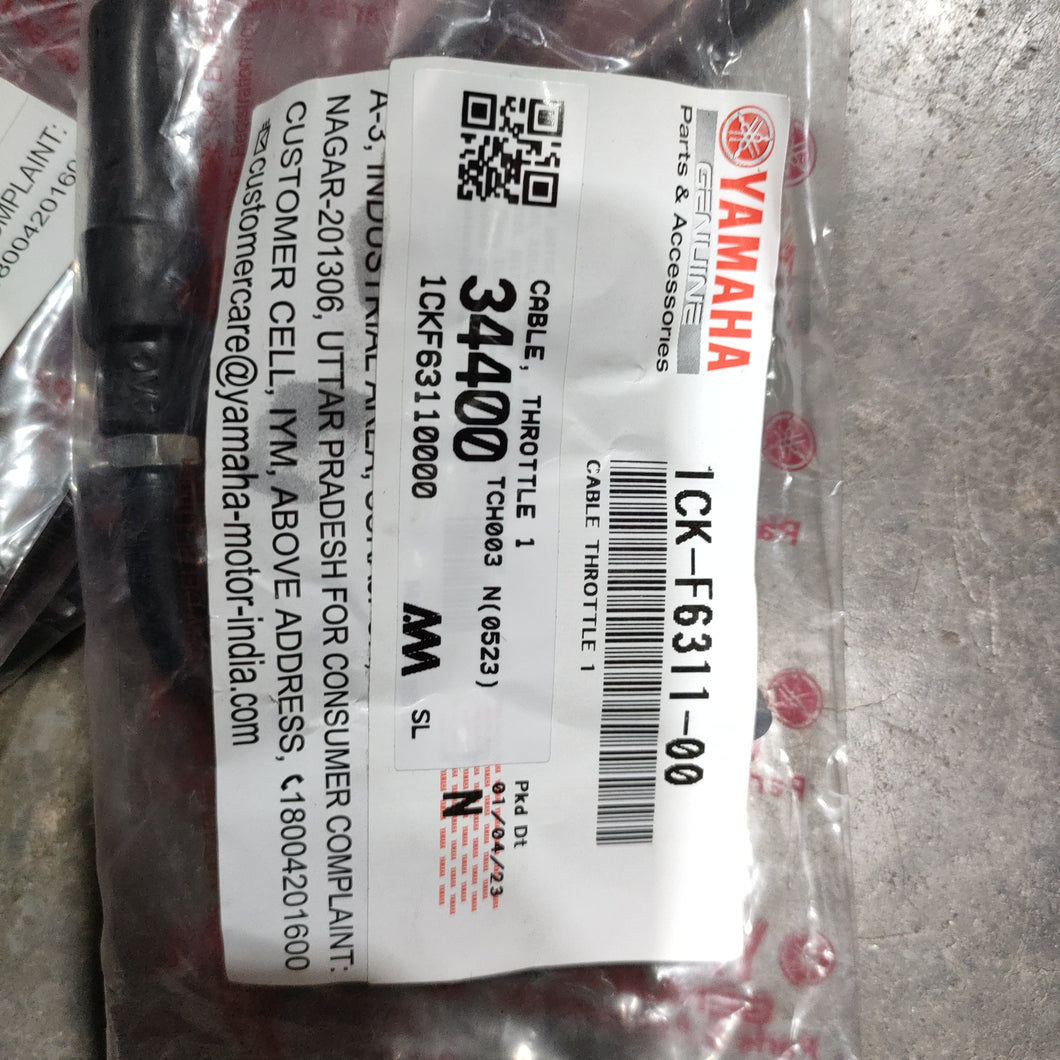 YAMAHA
GENUINE
Parts & Accessories
1CK-F6311-00
CABLE THROTTLE 1
CABLE, THROTTLE 1
34400
TCH003 N(0523)
1CKF63110000
SL
Pkd Dt
01/04/23
N
A-3, INDUSTRIAL AREA,
NAGAR-201306, UTTAR PRADESH FOR CONSUMER COMPLAINT:
CUSTOMER CELL, IYM, ABOVE ADDRESS, 18004201600
customercare@yamaha-motor-india.com